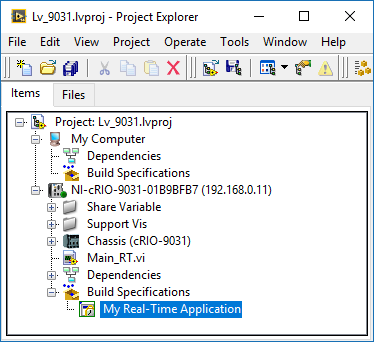 Lv_9031.lvproj - Project Explorer
File Edit View Project Operate Tools Window Help
Items Files
Project: Lv_9031.lvproj
My Computer
Dependencies
Build Specifications
NI-cRIO-9031-01B9BFB7 (192.168.0.11)
Share Variable
Support Vis
Chassis (cRIO-9031)
Main_RT.vi
Dependencies
Build Specifications
My Real-Time Application